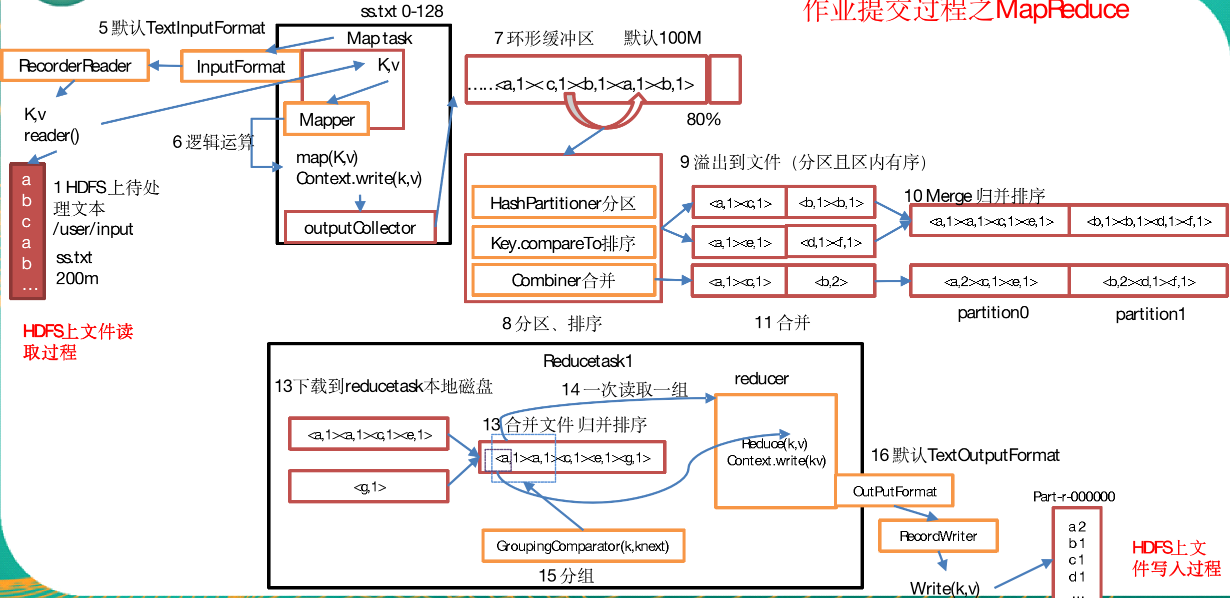 作业提交过程之MapReduce
ss.txt 0-128
5 默认TextInputFormat
Map task
RecorderReader
InputFormat
K,v
K,v
reader()
Mapper
6 逻辑运算
map(K,v)
Context.write(k,v)
outputCollector
a
b
c
a
b
...
1 HDFS上待处
理文本
/user/input
ss.txt
200m
HDFS上文件读
取过程
7 环形缓冲区
默认100M
......<a,1><c,1><b,1><a,1><b,1>
80%
HashPartitioner分区
Key.compareTo排序
Combiner合并
8 分区、排序
9 溢出到文件（分区且区内有序）
<a,1><c,1>
<b,1><b,1>
<a,1><e,1>
<d,1><f,1>
<a,1><c,1>
<b,2>
11 合并
10 Merge 归并排序
<a,1><a,1><c,1><e,1>
<b,1><b,1><d,1><f,1>
<a,2><c,1><e,1>
<b,2><d,1><f,1>
partition0
partition1
Reducetask1
13下载到reducetask本地磁盘
14 一次读取一组
reducer
<a,1><a,1><c,1><e,1>
<g,1>
13 合并文件 归并排序
<a,1><a,1><c,1><e,1><g,1>
Reduce(k,v)
Context.write(kv)
GroupingComparator(k,knext)
15 分组
16 默认TextOutputFormat
OutPutFormat
RecordWriter
Write(k,v)
Part-r-000000
a 2
b 1
c 1
d 1
...
HDFS上文
件写入过程